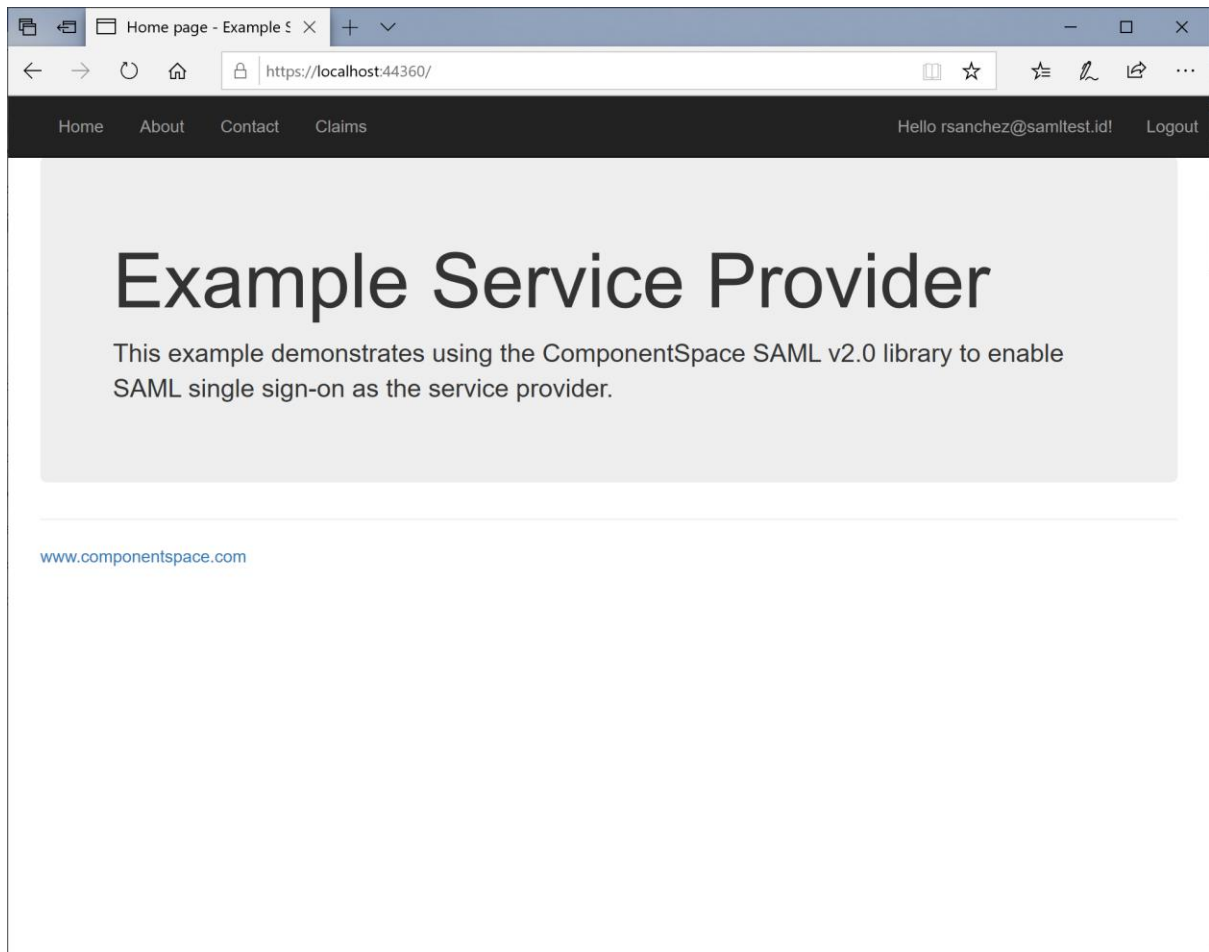 Home page - Example S
https://localhost:44360/
Home About Contact Claims Hello rsanchez@samltest.id! Logout
Example Service Provider
This example demonstrates using the ComponentSpace SAML v2.0 library to enable
SAML single sign-on as the service provider.
www.componentspace.com